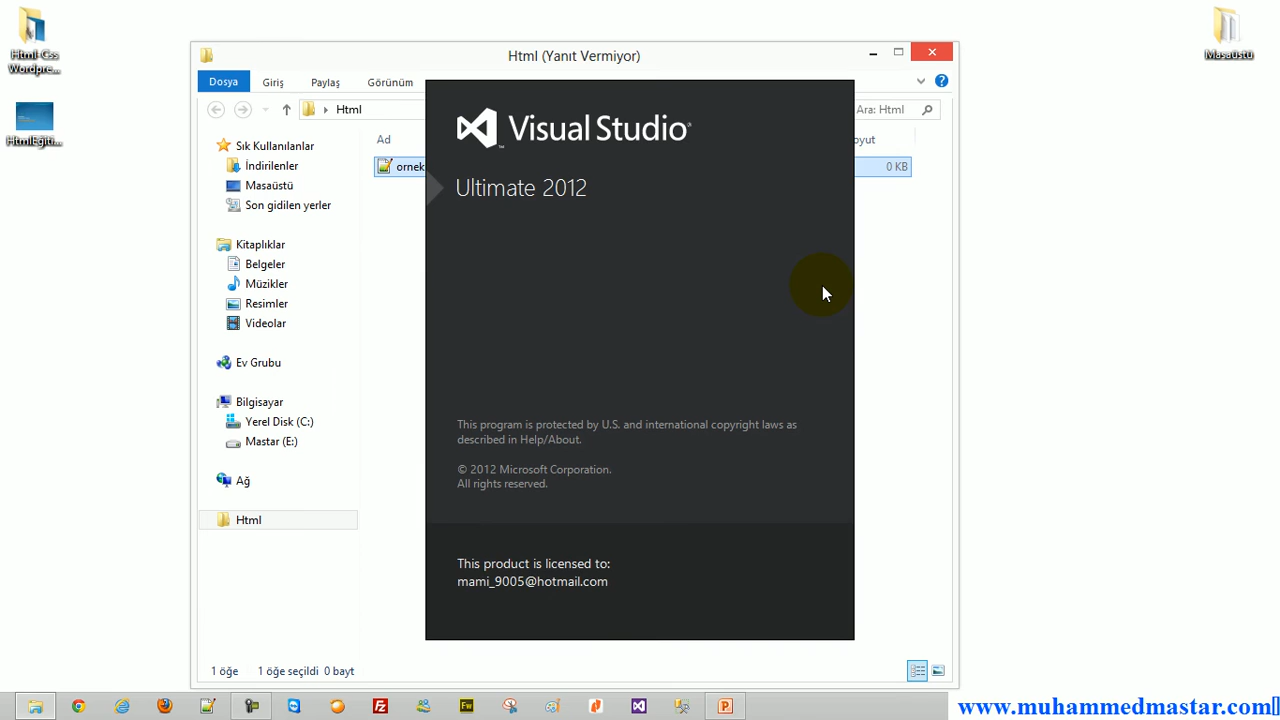 Html-Css
Wordpre...
HtmlEğiti...
Masaüstü
Html (Yanıt Vermiyor)
Dosya
Giriş
Paylaş
Görünüm
Html
Ara: Html
Ad
oyut
ornek
0 KB
Sık Kullanılanlar
İndirilenler
Masaüstü
Son gidilen yerler
Kitaplıklar
Belgeler
Müzikler
Resimler
Videolar
Ev Grubu
Bilgisayar
Yerel Disk (C:)
Mastar (E:)
Ağ
Html
Visual Studio
Ultimate 2012
This program is protected by U.S. and international copyright laws as
described in Help/About.
© 2012 Microsoft Corporation.
All rights reserved.
This product is licensed to:
mami_9005@hotmail.com
1 öğe
1 öğe seçildi 0 bayt
Fw
www.muhammedmastar.com